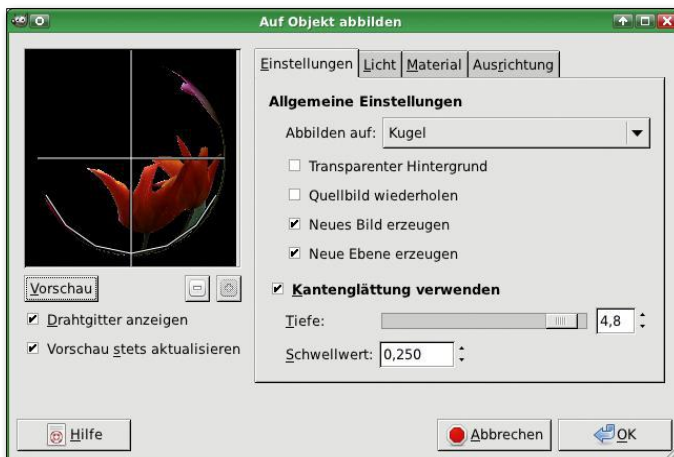 Auf Objekt abbilden
Einstellungen Licht Material Ausrichtung
Allgemeine Einstellungen
Abbilden auf: Kugel
Transparenter Hintergrund
Quellbild wiederholen
Neues Bild erzeugen
Neue Ebene erzeugen
Vorschau
Kantenglättung verwenden
Drahtgitter anzeigen
Tiefe: 4,8
Vorschau stets aktualisieren
Schwellwert: 0,250
Hilfe Abbrechen OK